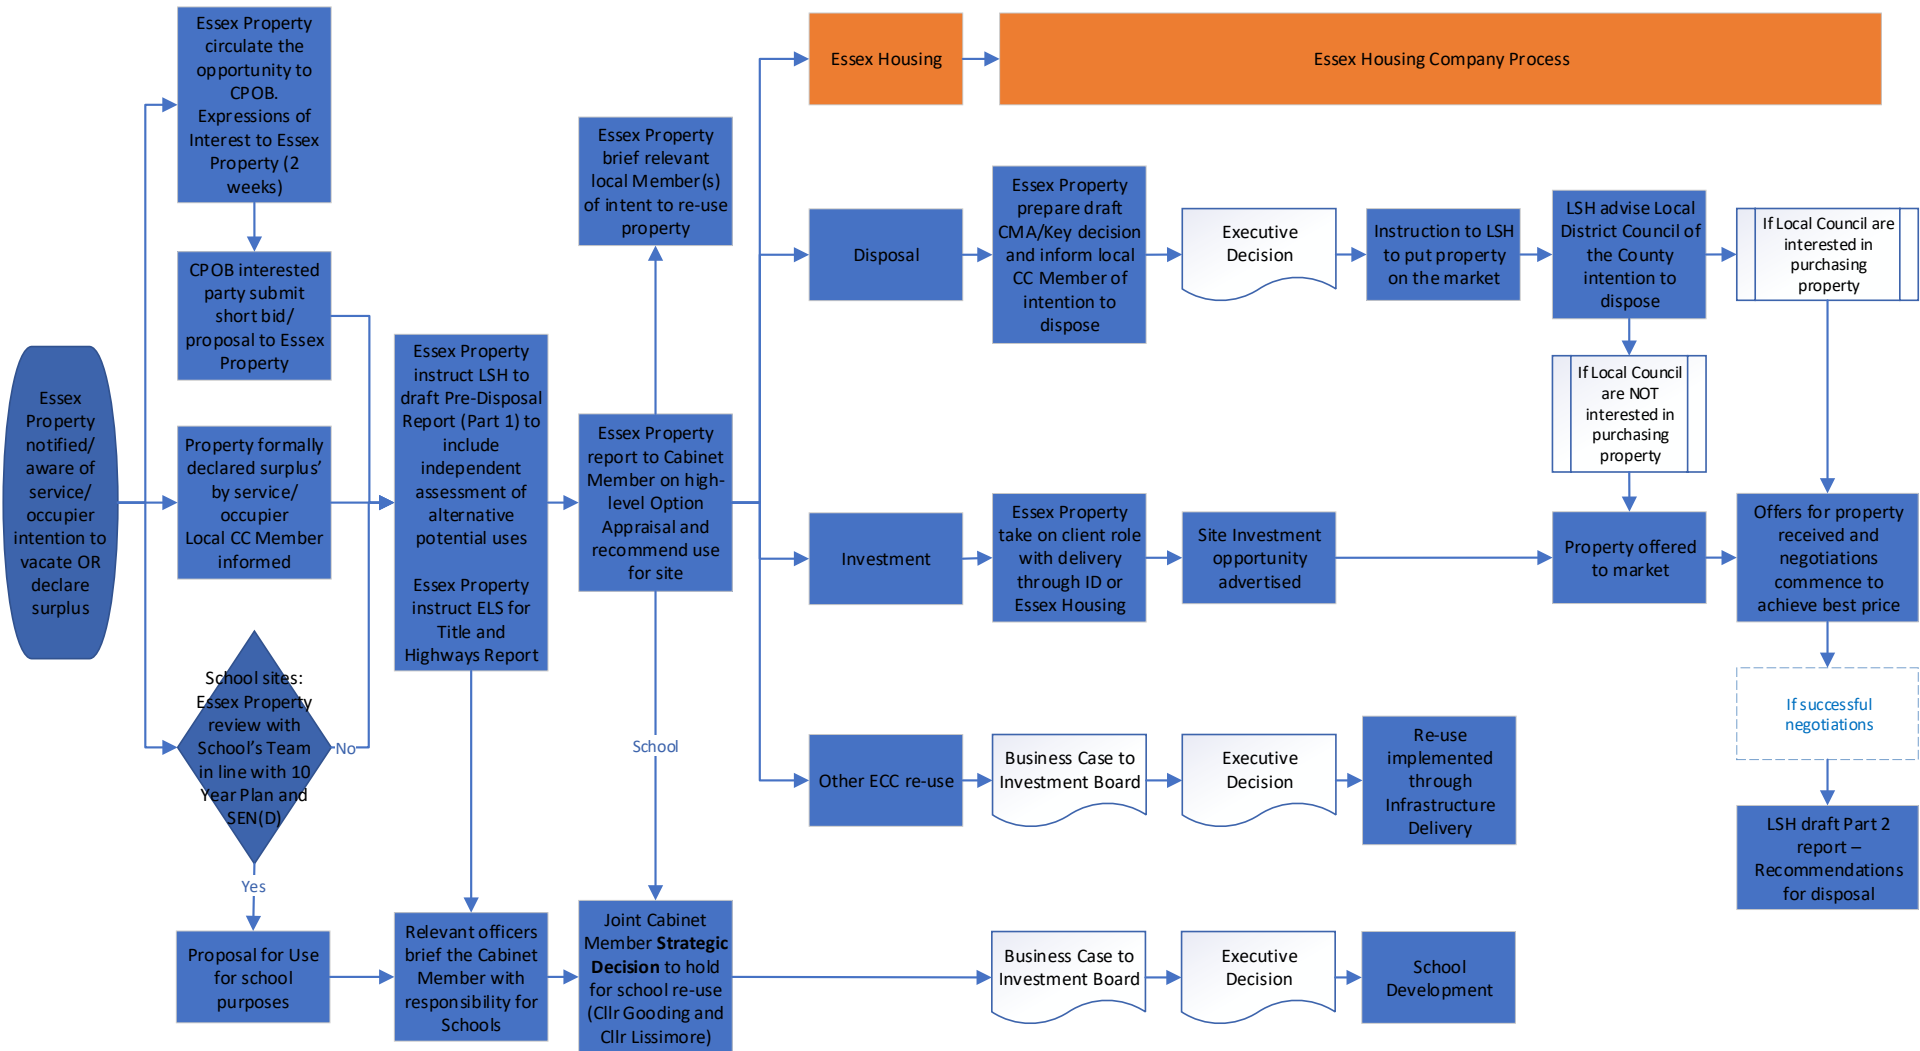 Essex
Property
notified/
aware of
service/
occupier
intention to
vacate OR
declare
surplus
Essex Property
circulate the
opportunity to
CPOB.
Expressions of
Interest to Essex
Property (2
weeks)
CPOB interested
party submit
short bid/
proposal to Essex
Property
Property formally
declared surplus’
by service/
occupier
Local CC Member
informed
School sites:
Essex Property
review with
School’s Team
in line with 10
Year Plan and
SEN(D)
No
Yes
Proposal for Use
for school
purposes
Essex Property
instruct LSH to
draft Pre-Disposal
Report (Part 1) to
include
independent
assessment of
alternative
potential uses
Essex Property
instruct ELS for
Title and
Highways Report
Relevant officers
brief the Cabinet
Member with
responsibility for
Schools
Essex Property
brief relevant
local Member(s)
of intent to re-use
property
Essex Property
report to Cabinet
Member on high-
level Option
Appraisal and
recommend use
for site
School
Joint Cabinet
Member Strategic
Decision to hold
for school re-use
(Cllr Gooding and
Cllr Lissimore)
Essex Housing
Essex Housing Company Process
Disposal
Essex Property
prepare draft
CMA/Key decision
and inform local
CC Member of
intention to
dispose
Executive
Decision
Instruction to LSH
to put property
on the market
LSH advise Local
District Council of
the County
intention to
dispose
If Local Council are
interested in
purchasing
property
If Local Council
are NOT
interested in
purchasing
property
Investment
Essex Property
take on client role
with delivery
through ID or
Essex Housing
Site Investment
opportunity
advertised
Property offered
to market
Offers for property
received and
negotiations
commence to
achieve best price
If successful
negotiations
LSH draft Part 2
report –
Recommendations
for disposal
Other ECC re-use
Business Case to
Investment Board
Executive
Decision
Re-use
implemented
through
Infrastructure
Delivery
Business Case to
Investment Board
Executive
Decision
School
Development